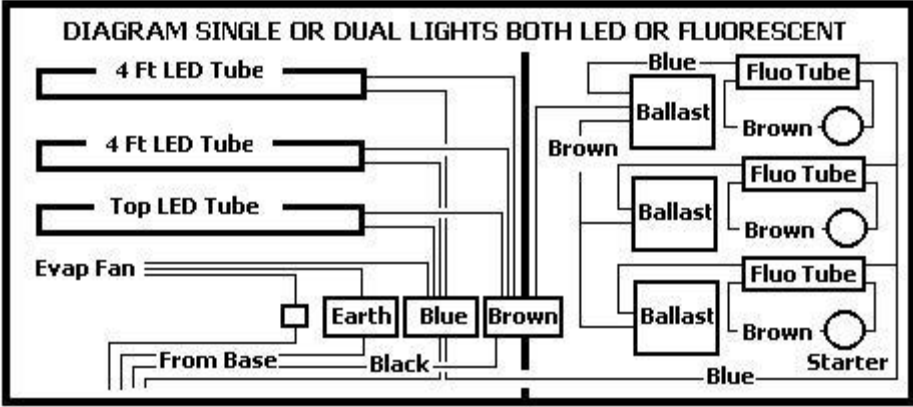 DIAGRAM SINGLE OR DUAL LIGHTS BOTH LED OR FLUORESCENT
4 Ft LED Tube
4 Ft LED Tube
Top LED Tube
Evap Fan
Earth
Blue
Brown
From Base
Black
Blue
Fluo Tube
Ballast
Brown
Brown
Fluo Tube
Ballast
Brown
Fluo Tube
Ballast
Brown
Starter
Blue